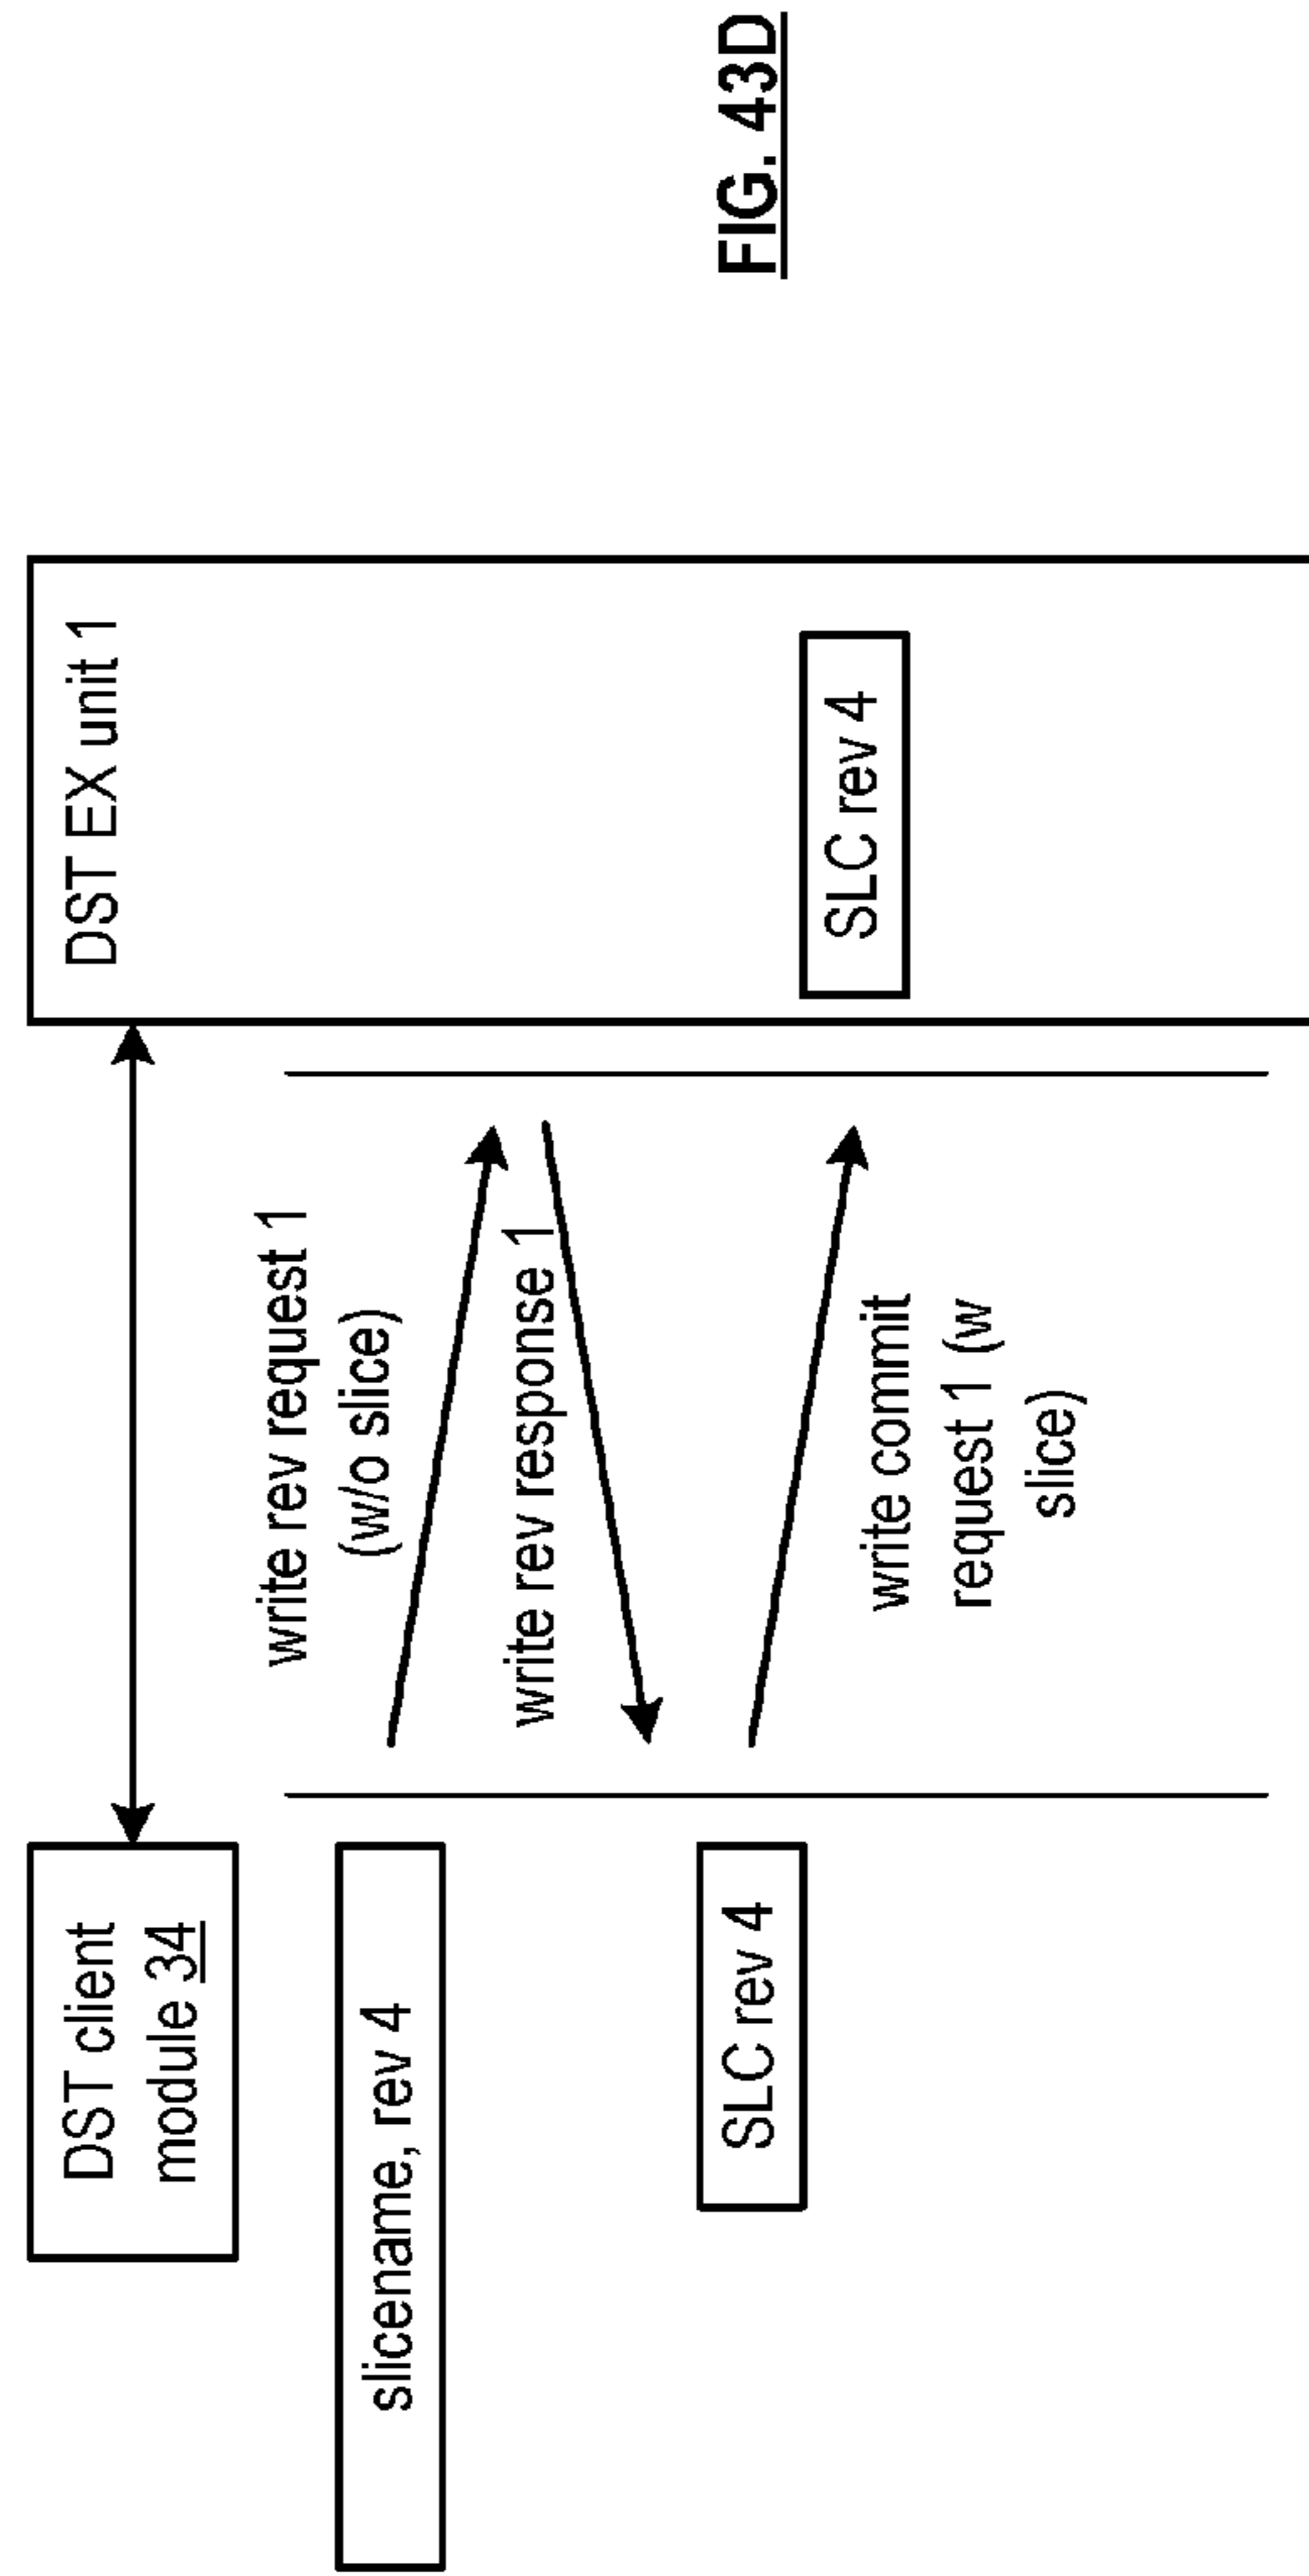 DST client
module 34
DST EX unit 1
slicename, rev 4
write rev request 1
(w/o slice)
write rev response 1
SLC rev 4
write commit
request 1 (w
slice)
SLC rev 4
FIG. 43D